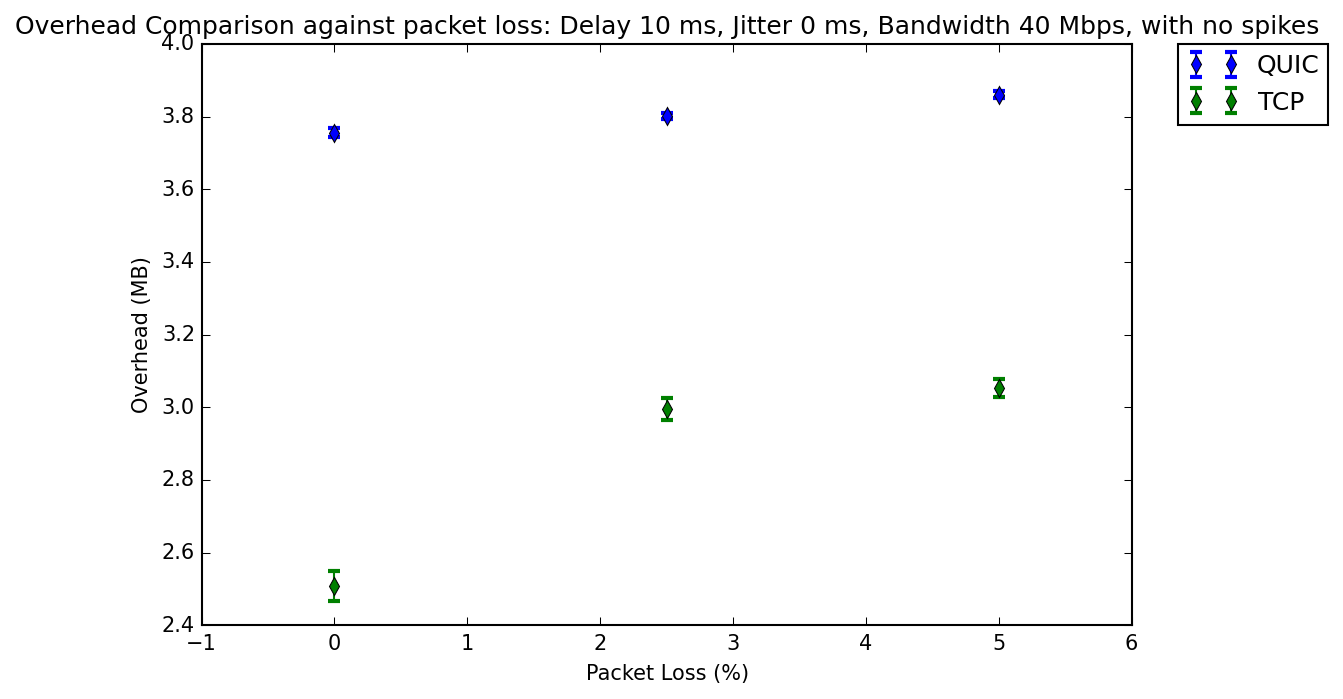 Overhead Comparison against packet loss: Delay 10 ms, Jitter 0 ms, Bandwidth 40 Mbps, with no spikes
QUIC
TCP
Overhead (MB)
4.0
3.8
3.6
3.4
3.2
3.0
2.8
2.6
2.4
−1 0 1 2 3 4 5 6
Packet Loss (%)